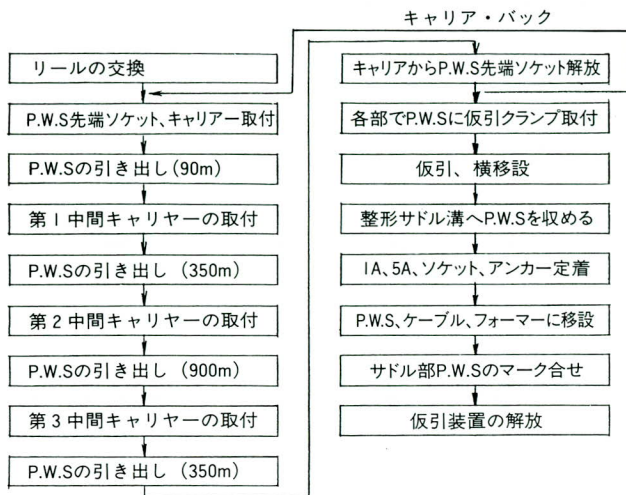 キャリア・バック
リールの交換
P.W.S先端ソケット、キャリアー取付
P.W.Sの引き出し(90m)
第1中間キャリヤーの取付
P.W.Sの引き出し (350m)
第2中間キャリヤーの取付
P.W.Sの引き出し (900m)
第3中間キャリヤーの取付
P.W.Sの引き出し (350m)
キャリアからP.W.S先端ソケット解放
各部でP.W.Sに仮引クランプ取付
仮引、横移設
整形サドル溝へP.W.Sを収める
1A、5A、ソケット、アンカー定着
P.W.S、ケーブル、フォーマーに移設
サドル部P.W.Sのマーク合せ
仮引装置の解放